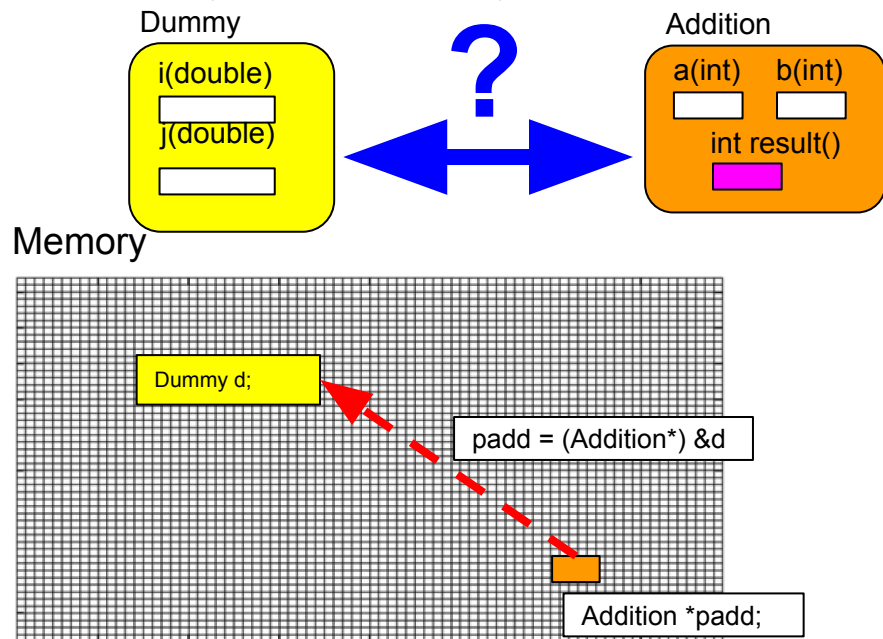 Dummy
Addition
?
i(double)
j(double)
a(int) b(int)
int result()
Memory
Dummy d;
padd = (Addition*) &d
Addition *padd;